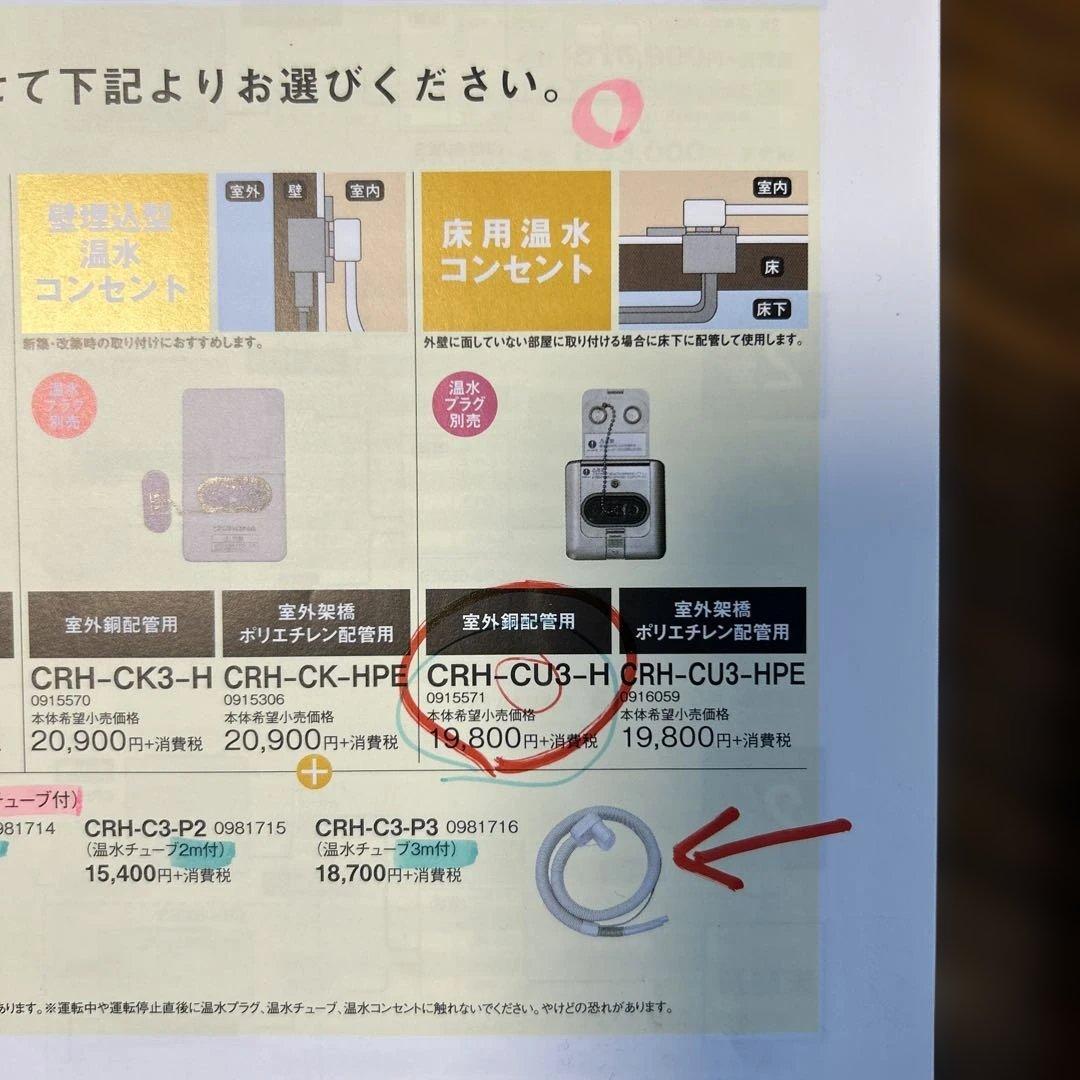 て下記よりお選びください。
壁埋込型
温水
コンセント
室外
壁
室内
新築・改築時の取り付けにおすすめします。
床用温水
コンセント
室内
床
床下
外壁に面していない部屋に取り付ける場合に床下に配管して使用します。
温水
プラグ
別売
温水
プラグ
別売
室外銅配管用
CRH-CK3-H
0915570
本体希望小売価格
20,900円+消費税
室外架橋
ポリエチレン配管用
CRH-CK-HPE
0915306
本体希望小売価格
20,900円+消費税
室外銅配管用
CRH-CU3-H
0915571
本体希望小売価格
19,800円+消費税
室外架橋
ポリエチレン配管用
CRH-CU3-HPE
0916059
本体希望小売価格
19,800円+消費税
+
チューブ付)
981714
CRH-C3-P2 0981715
(温水チューブ2m付)
15,400円+消費税
CRH-C3-P3 0981716
(温水チューブ3m付)
18,700円+消費税
あります。※運転中や運転停止直後に温水プラグ、温水チューブ、温水コンセントに触れないでください。やけどの恐れがあります。